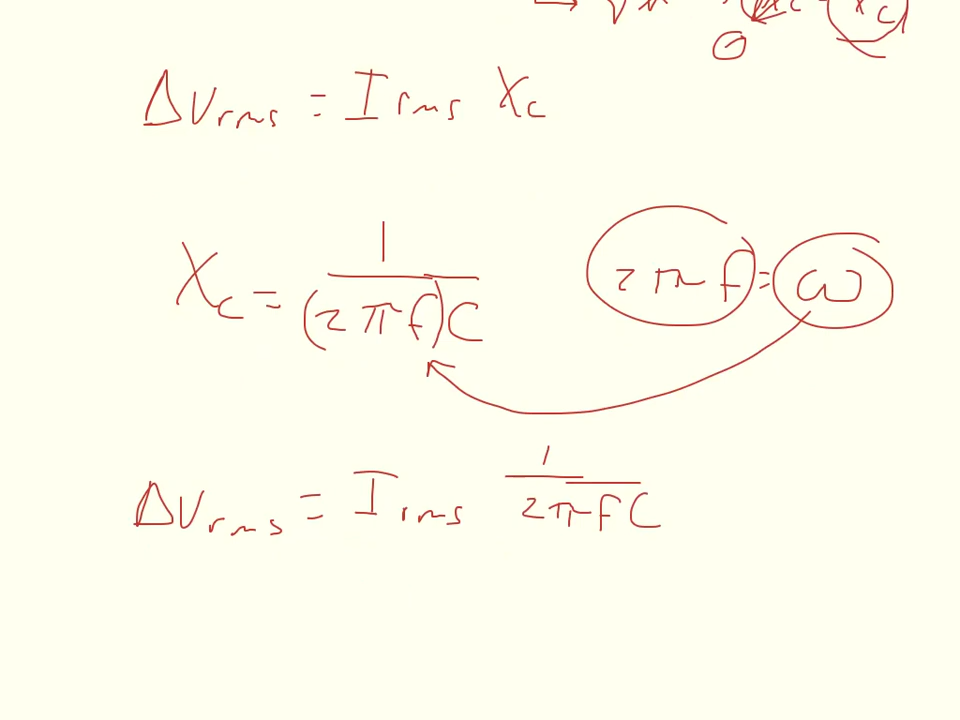 ΔVrms = Irms Xc
Xc = 1/(2πf)C 2πf = ω
ΔVrms = Irms 1/2πfC